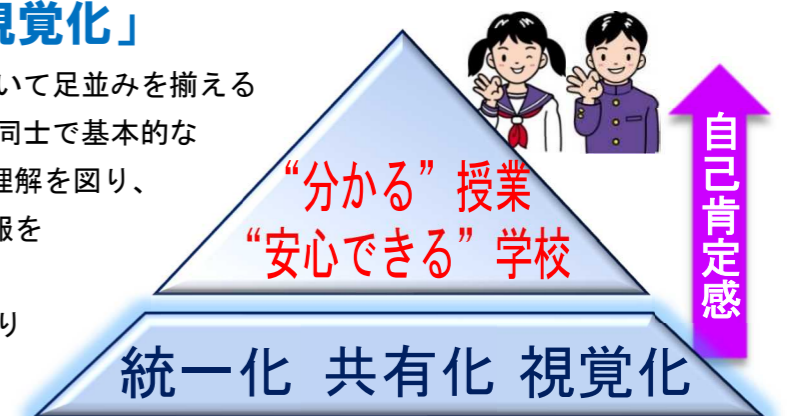 視覚化」
いて足並みを揃える
同士で基本的な
理解を図り、
報を
り
“分かる”授業
“安心できる”学校
統一化 共有化 視覚化
自己肯定感